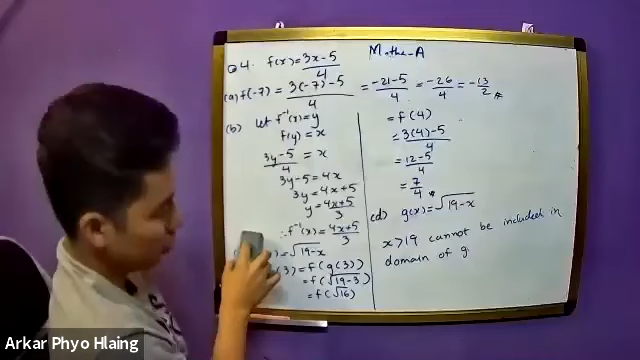 Maths-A
Q4. f(x) = 3x-5/4
(a) f(-7) = 3(-7)-5/4 = -21-5/4 = -26/4 = -13/2
(b) let f⁻¹(x) = y
f(y) = x
3y-5/4 = x
3y-5 = 4x
3y = 4x+5
y = 4x+5/3
∴ f⁻¹(x) = 4x+5/3
) = √19-x
(3) = f(g(3))
= f(√19-3)
= f(√16)
= f(4)
= 3(4)-5/4
= 12-5/4
= 7/4
(d) g(x) = √19-x
x>19 cannot be included in
domain of g.
Arkar Phyo Hlaing